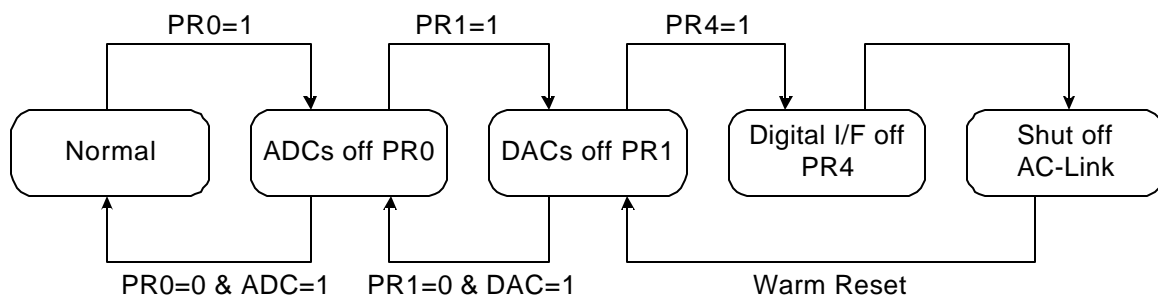 PR0=1
PR1=1
PR4=1
Normal
ADCs off PR0
DACs off PR1
Digital I/F off
PR4
Shut off
AC-Link
PR0=0 & ADC=1
PR1=0 & DAC=1
Warm Reset